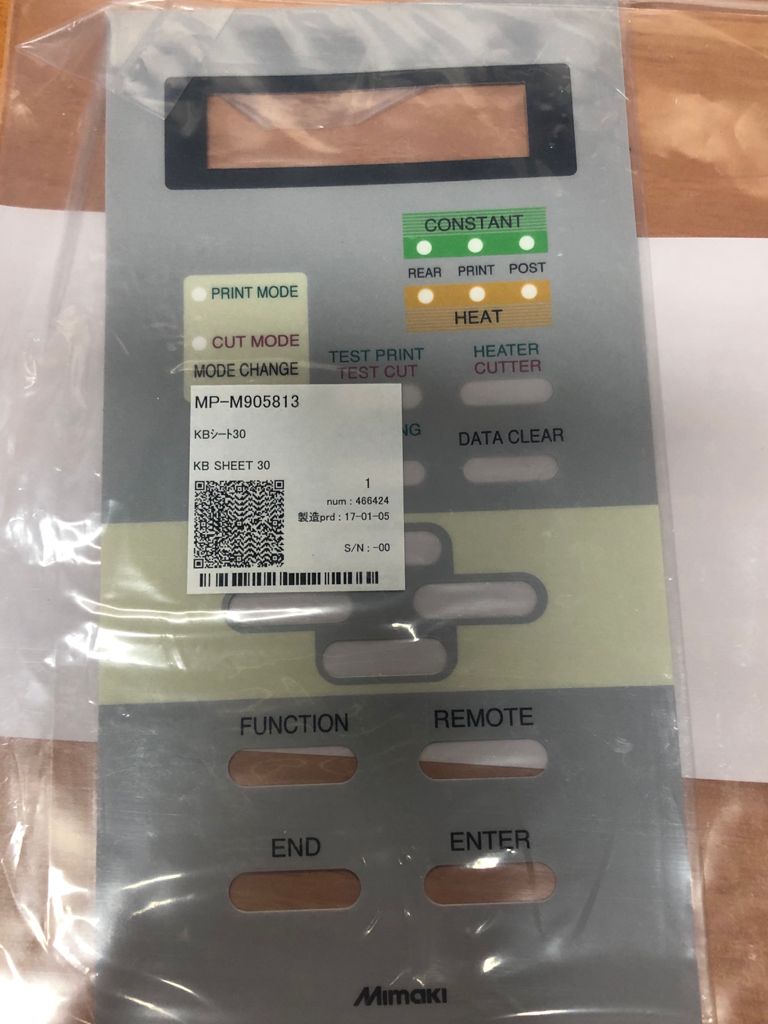 CONSTANT
REAR PRINT POST
HEAT
PRINT MODE
CUT MODE
MODE CHANGE
TEST PRINT
TEST CUT
HEATER
CUTTER
DATA CLEAR
MP-M905813
KBシート30
KB SHEET 30
1
num : 466424
製造prd : 17-01-05
S/N : -00
FUNCTION REMOTE
END ENTER
Mimaki